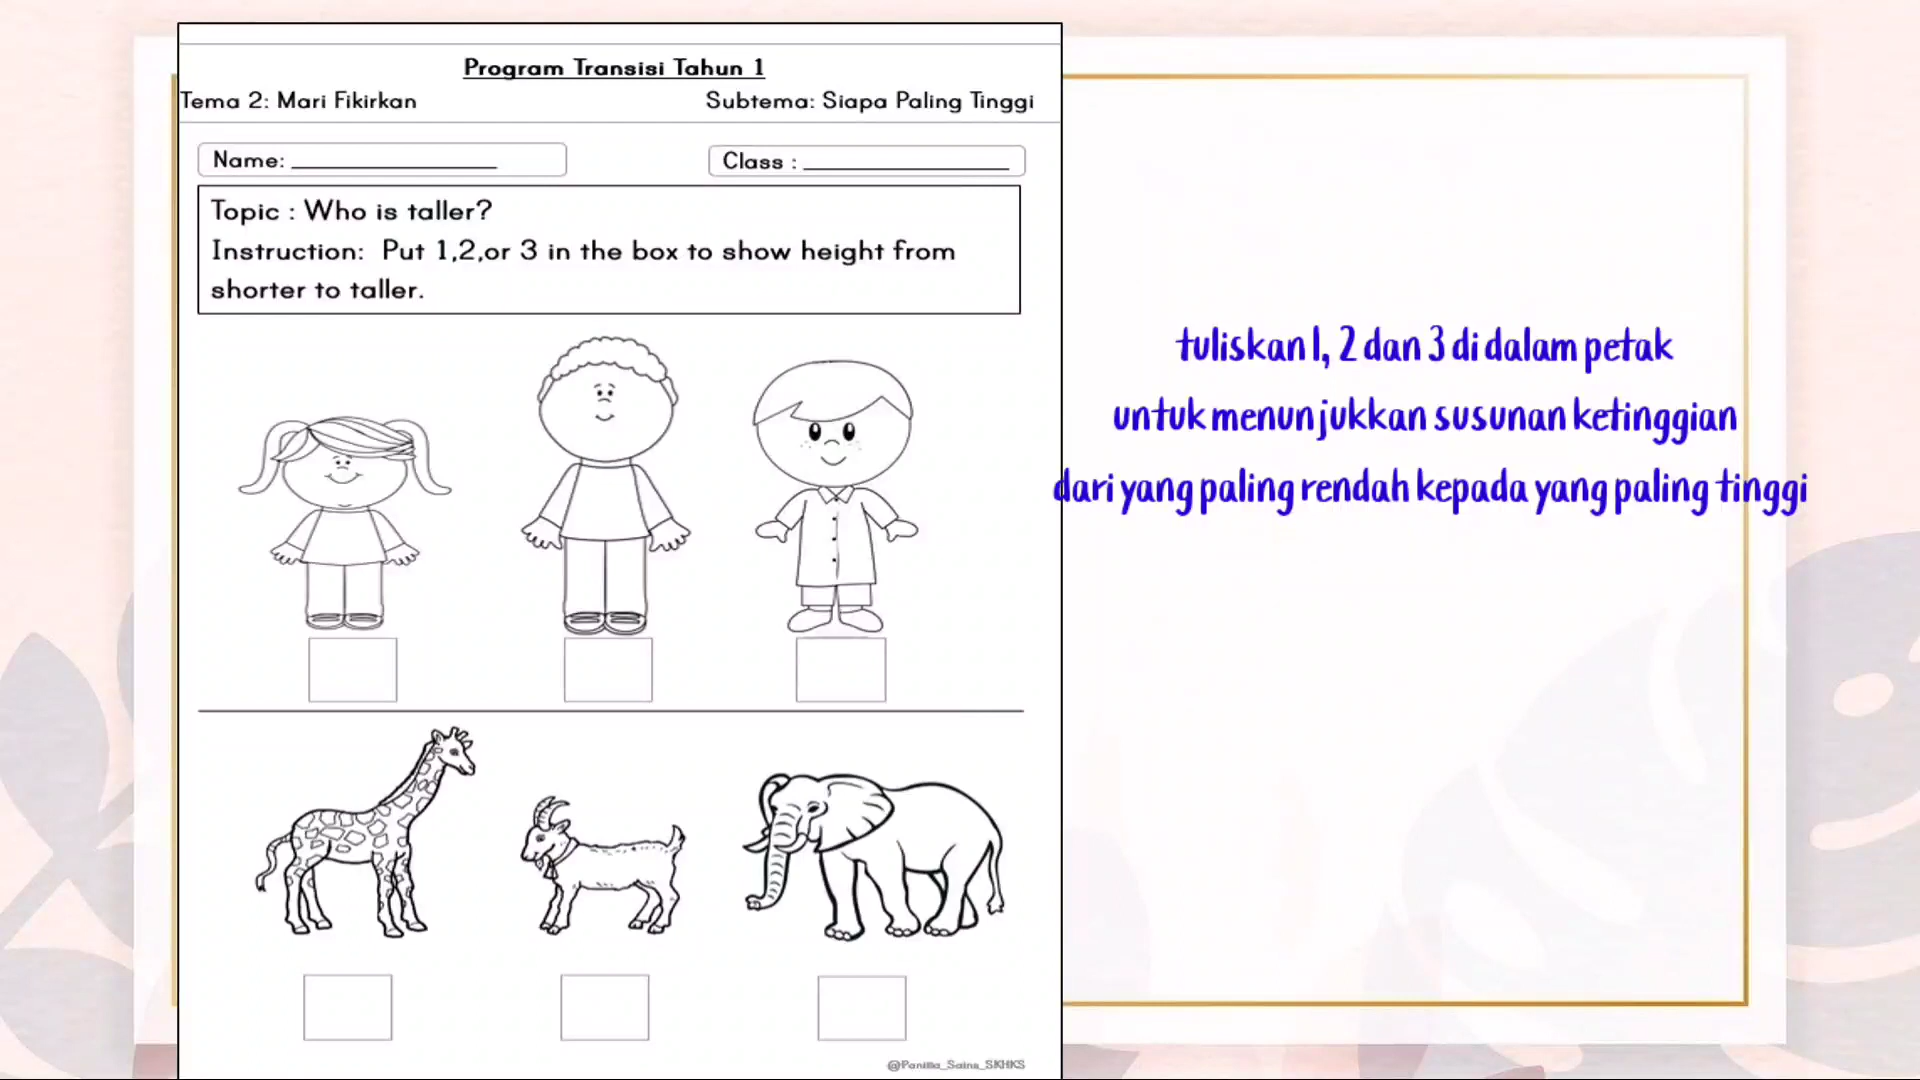 Program Transisi Tahun 1
Tema 2: Mari Fikirkan
Subtema: Siapa Paling Tinggi
Name:
Class :
Topic : Who is taller?
Instruction: Put 1,2,or 3 in the box to show height from
shorter to taller.
tuliskan 1, 2 dan 3 di dalam petak
untuk menunjukkan susunan ketinggian
dari yang paling rendah kepada yang paling tinggi
@Panitia_Sains_SKHKS